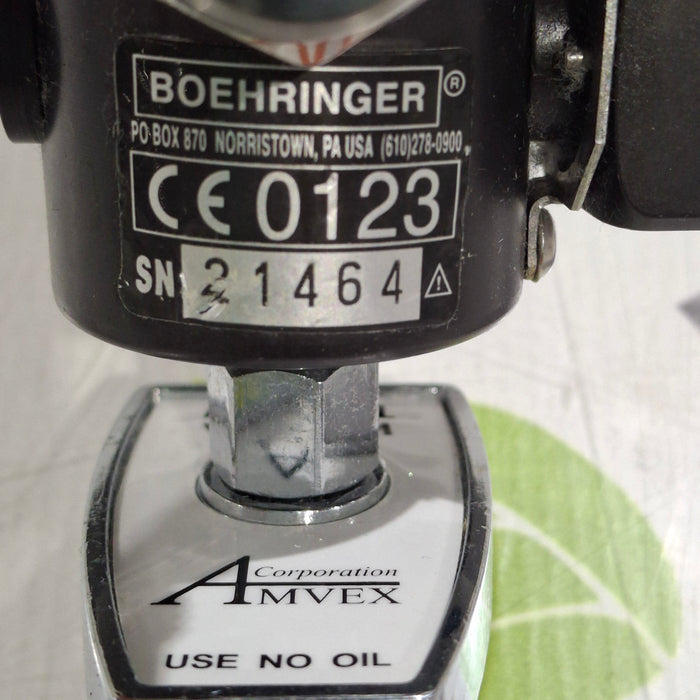 BOEHRINGER®
PO BOX 870 NORRISTOWN, PA USA (610)278-0900
CE 0123
SN 21464
Corporation
AMVEX
USE NO OIL